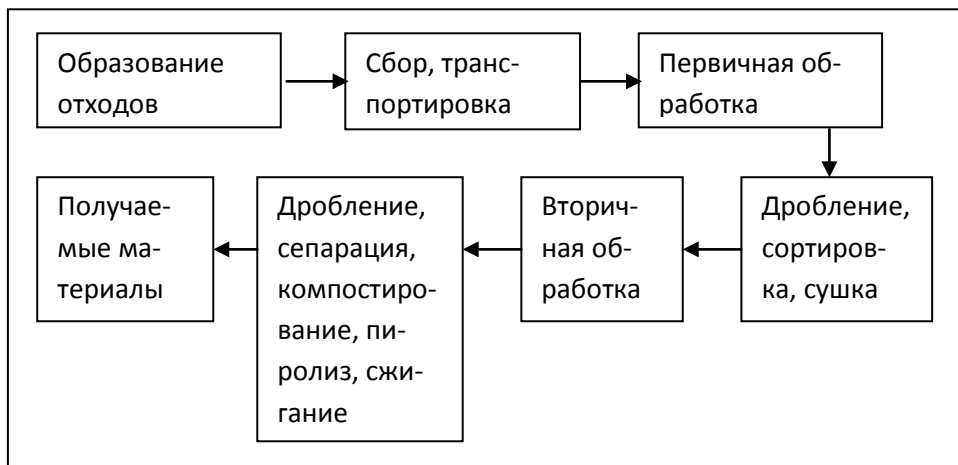 Образование
отходов
Сбор, транс-
портировка
Первичная об-
работка
Дробление,
сортиров-
ка, сушка
Вторич-
ная об-
работка
Дробление,
сепарация,
компостиро-
вание, пи-
ролиз, сжи-
гание
Получае-
мые ма-
териалы